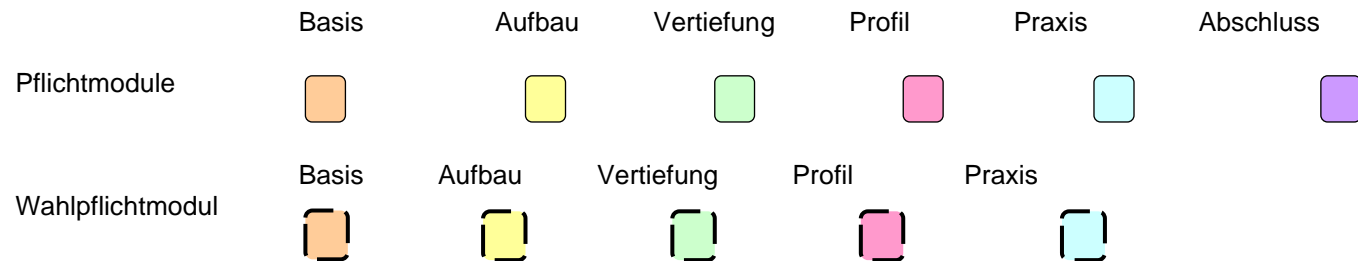 Basis Aufbau Vertiefung Profil Praxis Abschluss
Pflichtmodule
Basis Aufbau Vertiefung Profil Praxis
Wahlpflichtmodul